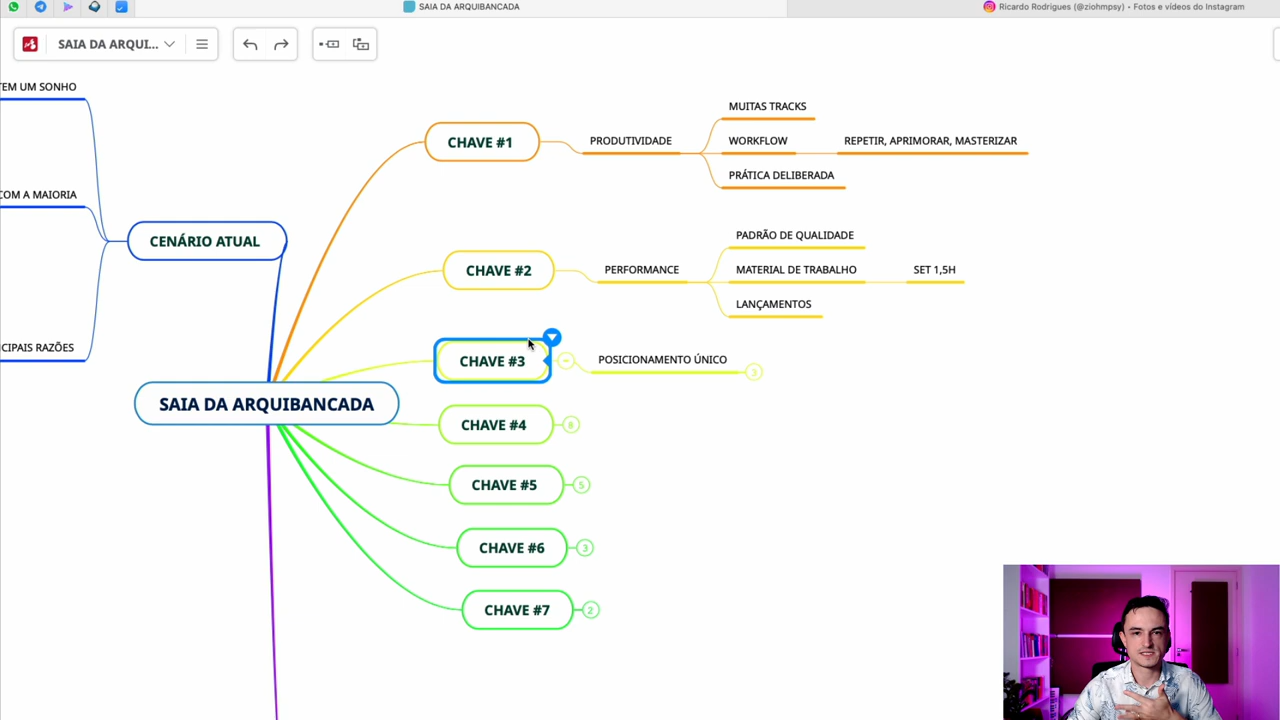 SAIA DA ARQUIBANCADA
Ricardo Rodrigues (@ziohmpsy) • Fotos e vídeos do Instagram
SAIA DA ARQUI...
TEM UM SONHO
COM A MAIORIA
CENÁRIO ATUAL
CIPAIS RAZÕES
SAIA DA ARQUIBANCADA
CHAVE #1
PRODUTIVIDADE
MUITAS TRACKS
WORKFLOW
REPETIR, APRIMORAR, MASTERIZAR
PRÁTICA DELIBERADA
CHAVE #2
PERFORMANCE
PADRÃO DE QUALIDADE
MATERIAL DE TRABALHO
SET 1,5H
LANÇAMENTOS
CHAVE #3
POSICIONAMENTO ÚNICO
3
CHAVE #4
8
CHAVE #5
5
CHAVE #6
3
CHAVE #7
2